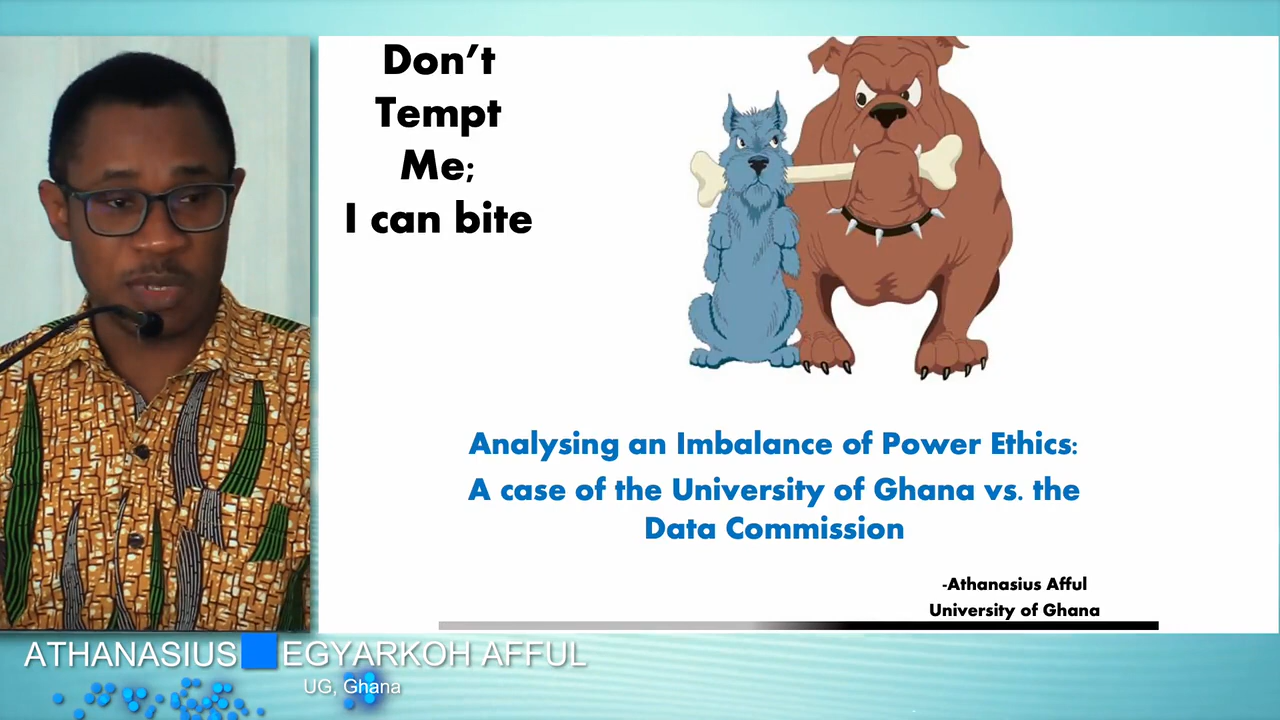 Don’t
Tempt
Me;
I can bite
Analysing an Imbalance of Power Ethics:
A case of the University of Ghana vs. the
Data Commission
-Athanasius Afful
University of Ghana
ATHANASIUS EGYARKOH AFFUL
UG, Ghana